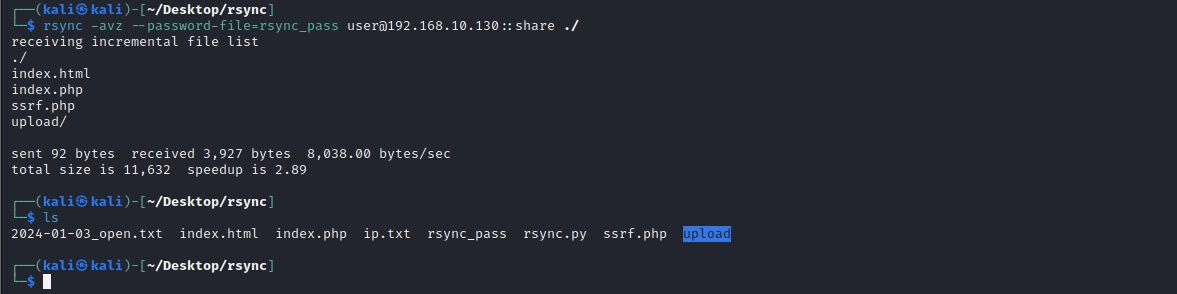 ┌──(kali㉿kali)-[~/Desktop/rsync]
└─$ rsync -avz --password-file=rsync_pass user@192.168.10.130::share ./
receiving incremental file list
./
index.html
index.php
ssrf.php
upload/

sent 92 bytes  received 3,927 bytes  8,038.00 bytes/sec
total size is 11,632  speedup is 2.89

┌──(kali㉿kali)-[~/Desktop/rsync]
└─$ ls
2024-01-03_open.txt  index.html  index.php  ip.txt  rsync_pass  rsync.py  ssrf.php  upload

┌──(kali㉿kali)-[~/Desktop/rsync]
└─$